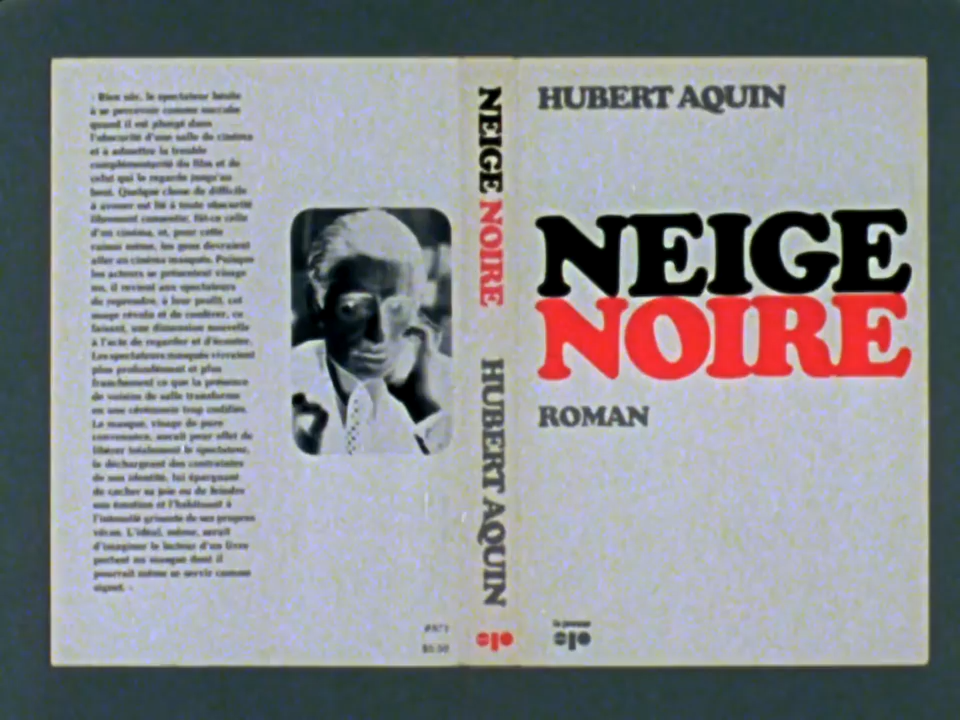 « Bien sûr, le spectateur hésite
à se percevoir comme
quand il est plongé dans
l'obscurité d'une salle de cinéma
et à admettre la trouble
complémentarité du film et de
celui qui le regarde jusqu'au
bout. Quelque chose de difficile
à avouer est lié à toute obscurité
librement consentie, fût-ce celle
d'un cinéma, et, pour cette
raison même, les gens devraient
aller au cinéma masqués. Puisque
les acteurs se présentent visage
nu, il revient aux spectateurs
de reprendre, à leur profit, cet
usage révolu et de conférer, ce
faisant, une dimension nouvelle
à l'acte de regarder et d'écouter.
Les spectateurs masqués vivraient
plus profondément et plus
franchement ce que la présence
de voisins de salle transforme
en une cérémonie trop codifiée.
Le masque, visage de pure
convenance, aurait pour effet de
libérer totalement le spectateur,
le déchargeant des contraintes
de son identité, lui épargnant
de cacher sa joie ou de feindre
son émotion et l'habituant à
l'intensité grisante de ses propres
vécus. L'idéal, même, serait
d'imaginer le lecteur d'un livre
portant un masque dont il
pourrait même se servir comme
signet. »
$5.50
NEIGE NOIRE HUBERT AQUIN
HUBERT AQUIN
NEIGE
NOIRE
ROMAN
la presse